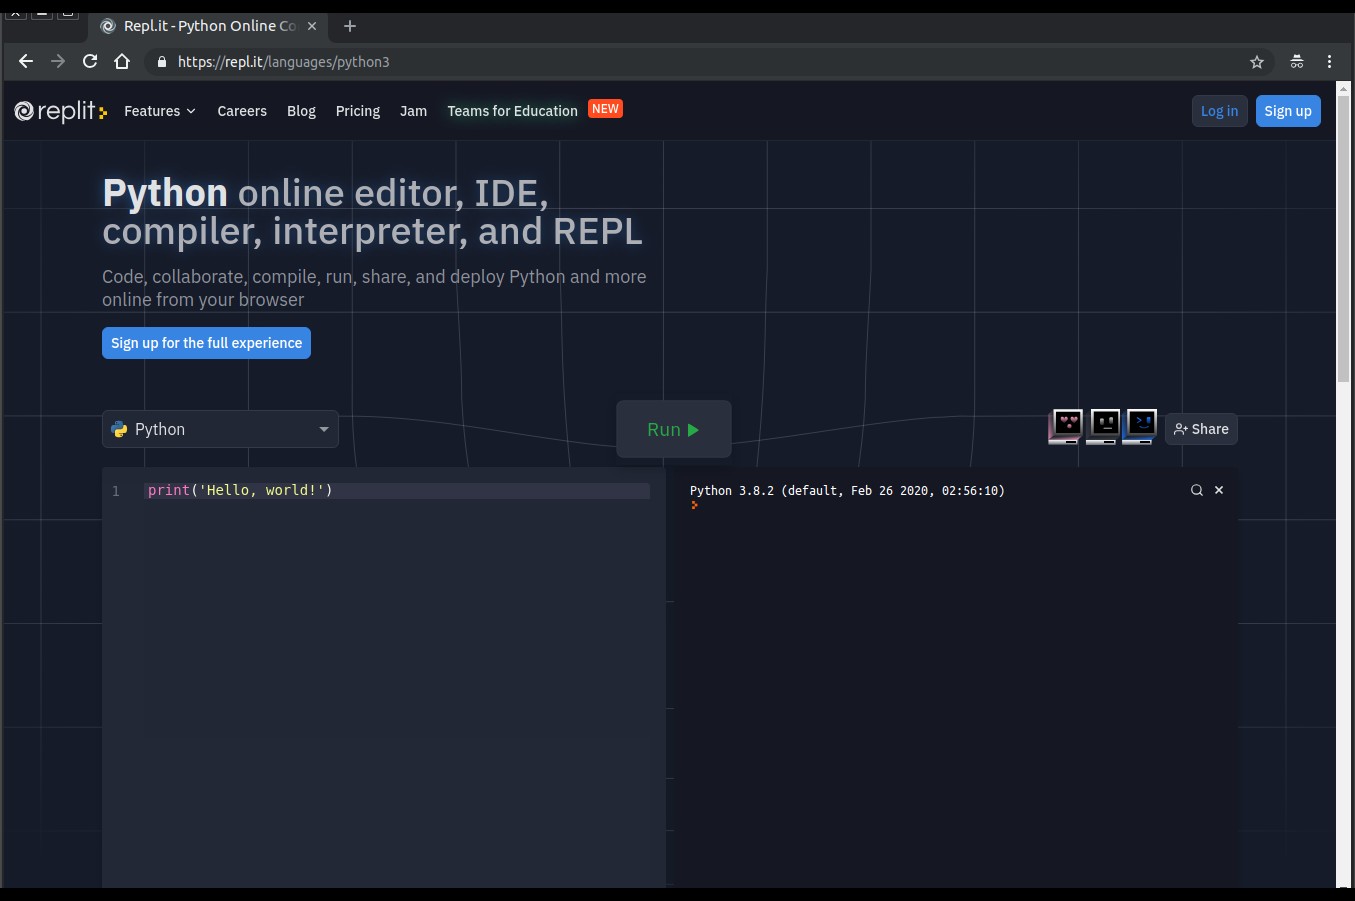 Repl.it - Python Online Co
https://repl.it/languages/python3
replit
Features
Careers
Blog
Pricing
Jam
Teams for Education
NEW
Log in
Sign up
Python online editor, IDE,
compiler, interpreter, and REPL
Code, collaborate, compile, run, share, and deploy Python and more
online from your browser
Sign up for the full experience
Python
Run
Share
1 print('Hello, world!')
Python 3.8.2 (default, Feb 26 2020, 02:56:10)